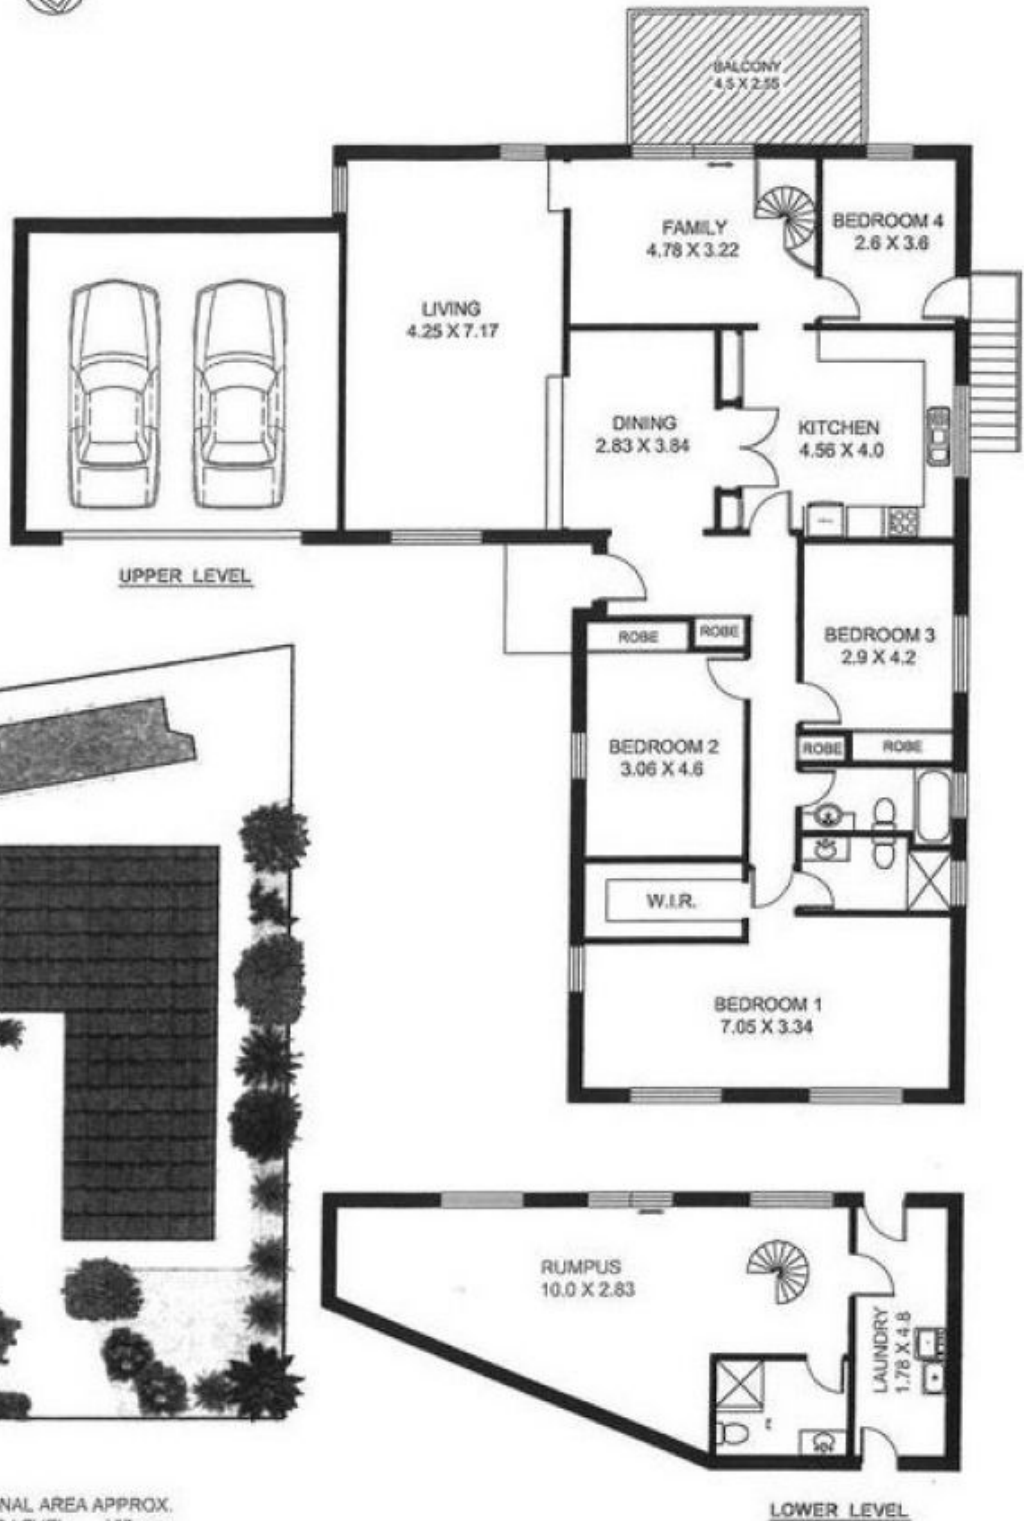 BALCONY
4.5 X 2.55
FAMILY
4.78 X 3.22
BEDROOM 4
2.6 X 3.6
LIVING
4.25 X 7.17
DINING
2.83 X 3.84
KITCHEN
4.56 X 4.0
UPPER LEVEL
ROBE
ROBE
BEDROOM 3
2.9 X 4.2
BEDROOM 2
3.06 X 4.6
ROBE
ROBE
W.I.R.
BEDROOM 1
7.05 X 3.34
RUMPUS
10.0 X 2.83
LAUNDRY
1.78 X 4.8
NAL AREA APPROX.
LOWER LEVEL